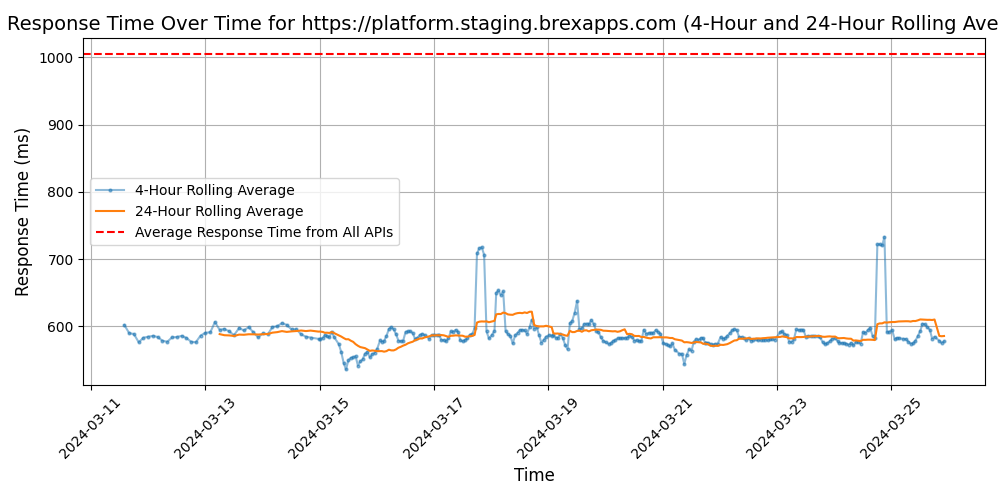 Response Time Over Time for https://platform.staging.brexapps.com (4-Hour and 24-Hour Rolling Ave
Response Time (ms)
1000
900
800
700
600
4-Hour Rolling Average
24-Hour Rolling Average
Average Response Time from All APIs
2024-03-11
2024-03-13
2024-03-15
2024-03-17
2024-03-19
2024-03-21
2024-03-23
2024-03-25
Time